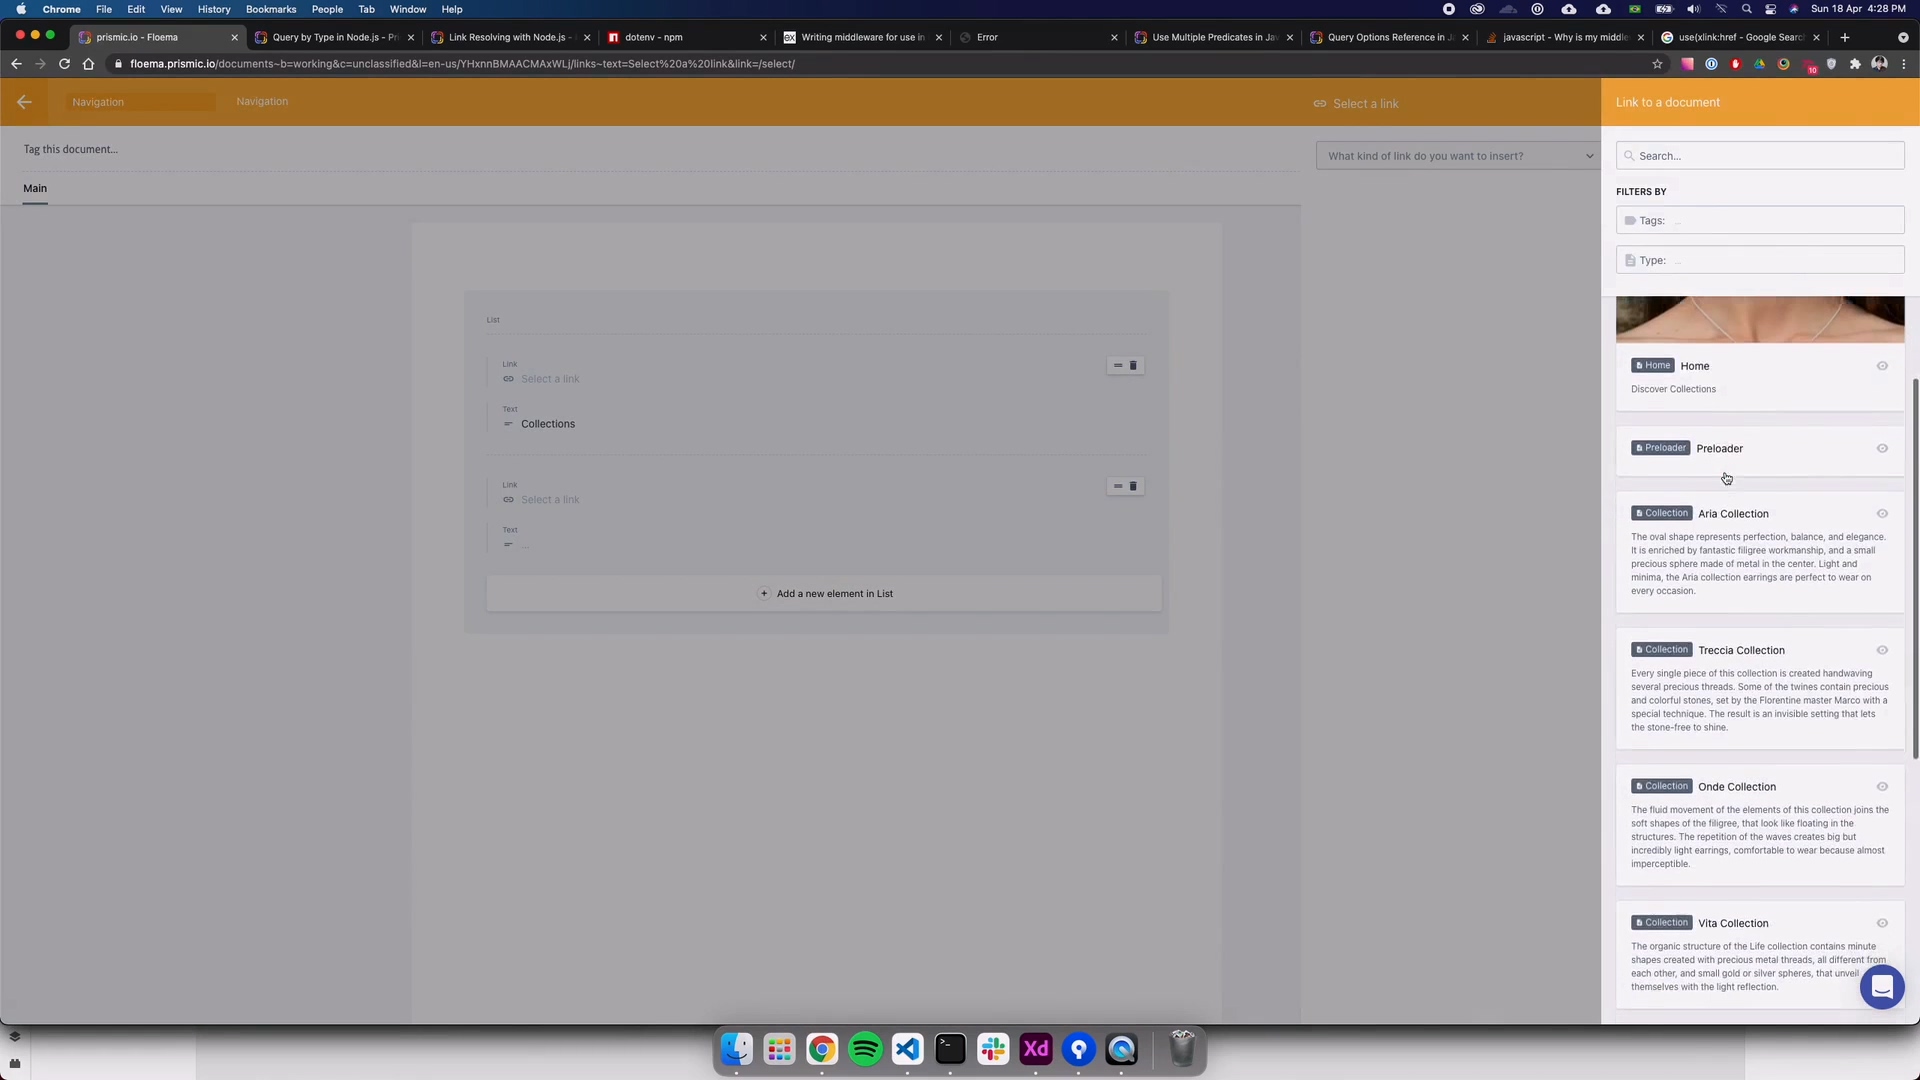 Chrome File Edit View History Bookmarks People Tab Window Help Sun 18 Apr 4:28 PM
prismic.io - Floema
Query by Type in Node.js - Pr
Link Resolving with Node.js -
dotenv - npm
Writing middleware for use in
Error
Use Multiple Predicates in Jav
Query Options Reference in J
javascript - Why is my middle
use(xlink:href - Google Search
floema.prismic.io/documents~b=working&c=unclassified&l=en-us/YHxnnBMAACMAxWLj/links~text=Select%20a%20link&link=/select/
10
Navigation
Navigation
Select a link
Link to a document
Tag this document...
What kind of link do you want to insert?
Search...
Main
FILTERS BY
Tags: ...
Type: ...
List
Link
Select a link
Text
Collections
Link
Select a link
Text
...
Add a new element in List
Home Home
Discover Collections
Preloader Preloader
Collection Aria Collection
The oval shape represents perfection, balance, and elegance.
It is enriched by fantastic filigree workmanship, and a small
precious sphere made of metal in the center. Light and
minima, the Aria collection earrings are perfect to wear on
every occasion.
Collection Treccia Collection
Every single piece of this collection is created handwaving
several precious threads. Some of the twines contain precious
and colorful stones, set by the Florentine master Marco with a
special technique. The result is an invisible setting that lets
the stone-free to shine.
Collection Onde Collection
The fluid movement of the elements of this collection joins the
soft shapes of the filigree, that look like floating in the
structures. The repetition of the waves creates big but
incredibly light earrings, comfortable to wear because almost
imperceptible.
Collection Vita Collection
The organic structure of the Life collection contains minute
shapes created with precious metal threads, all different from
each other, and small gold or silver spheres, that unveil
themselves with the light reflection.
Xd